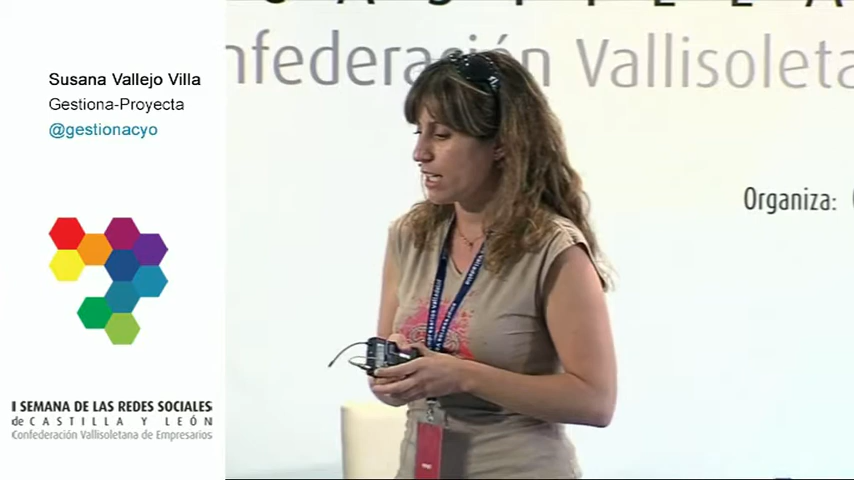 Susana Vallejo Villa
Gestiona-Proyecta
@gestionacyo
I SEMANA DE LAS REDES SOCIALES
de CASTILLA Y LEÓN
Confederación Vallisoletana de Empresarios
nfederación Vallisoleta
Organiza: